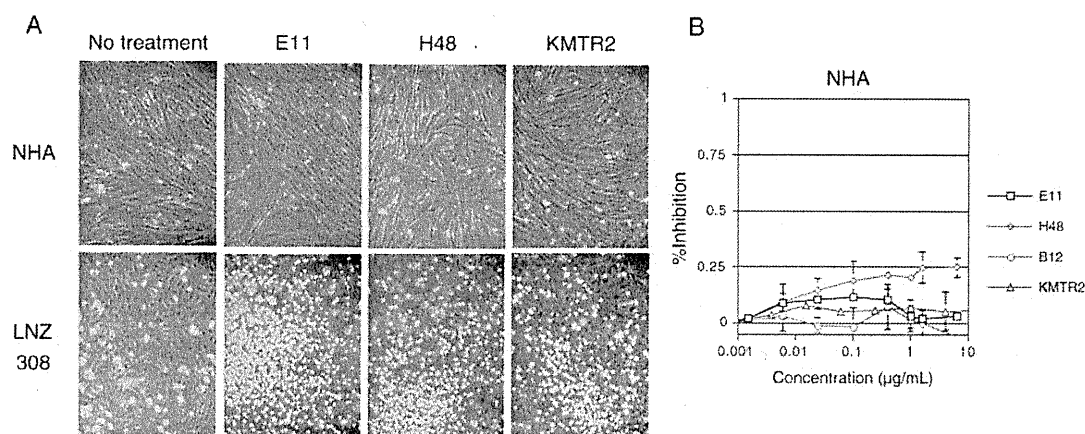 A
No treatment E11 H48 KMTR2
NHA
LNZ
308
B
NHA
1
0.75
0.5
0.25
0
%Inhibition
0.001 0.01 0.1 1 10
Concentration (µg/mL)
E11
H48
B12
KMTR2